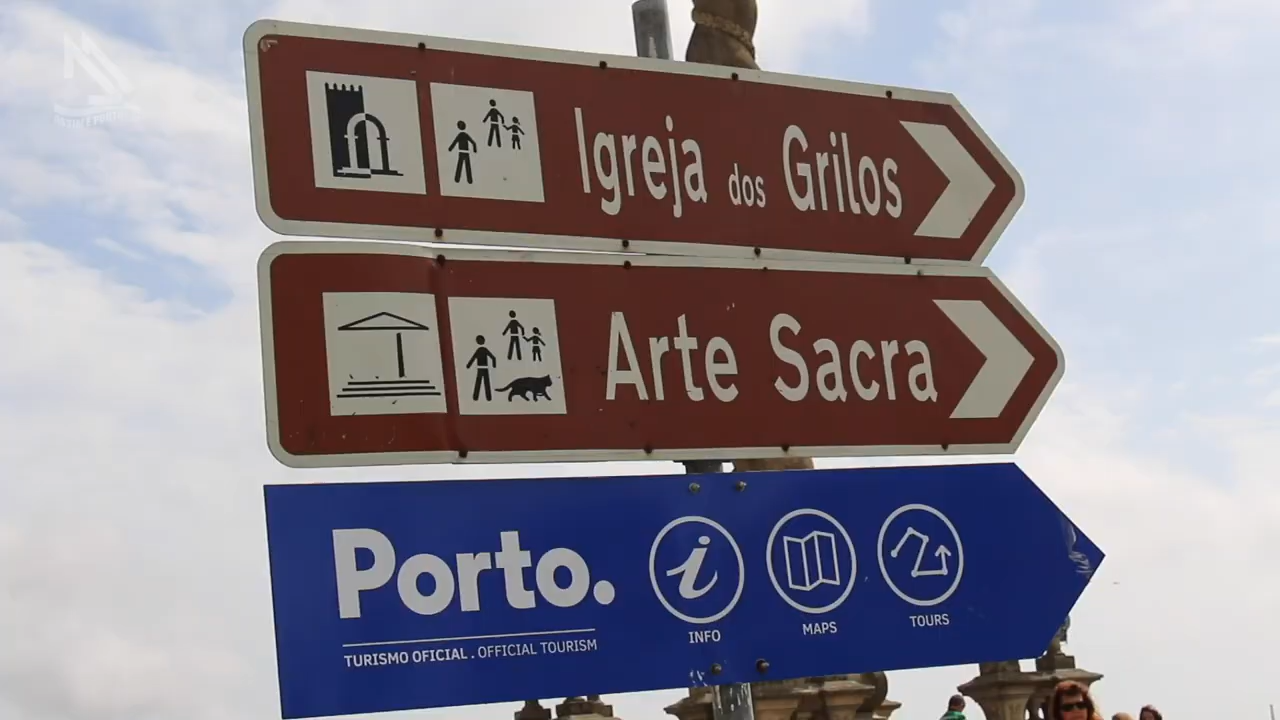 Igreja dos Grilos
Arte Sacra
Porto.
TURISMO OFICIAL . OFFICIAL TOURISM
INFO
MAPS
TOURS